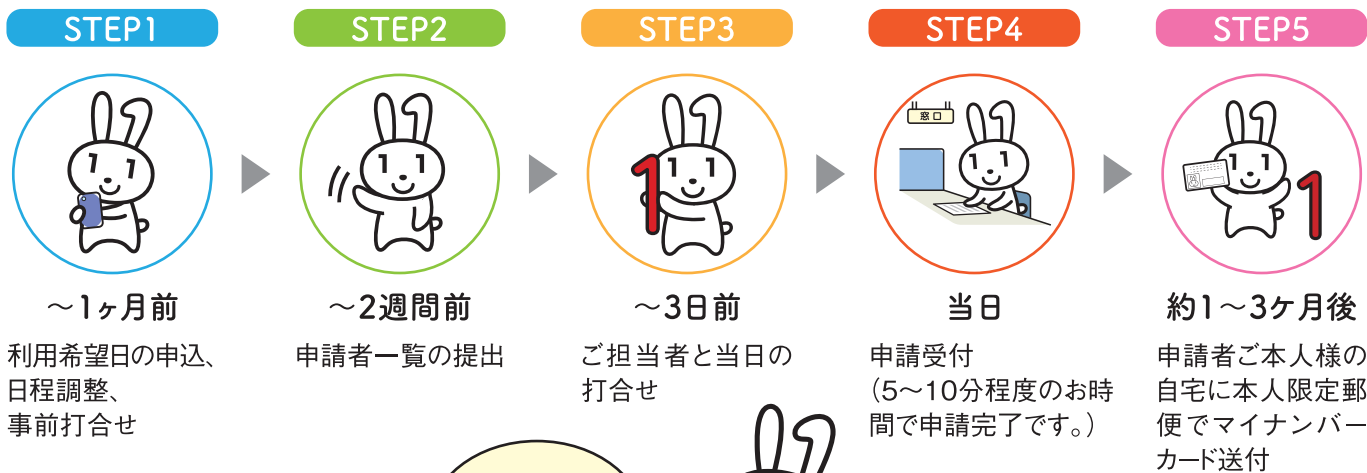 STEP1
～1ヶ月前
利用希望日の申込、
日程調整、
事前打合せ
STEP2
～2週間前
申請者一覧の提出
STEP3
1
～3日前
ご担当者と当日の
打合せ
STEP4
窓口
当日
申請受付
（5～10分程度のお時
間で申請完了です。）
STEP5
1
約1～3ケ月後
申請者ご本人様の
自宅に本人限定郵
便でマイナンバー
カード送付